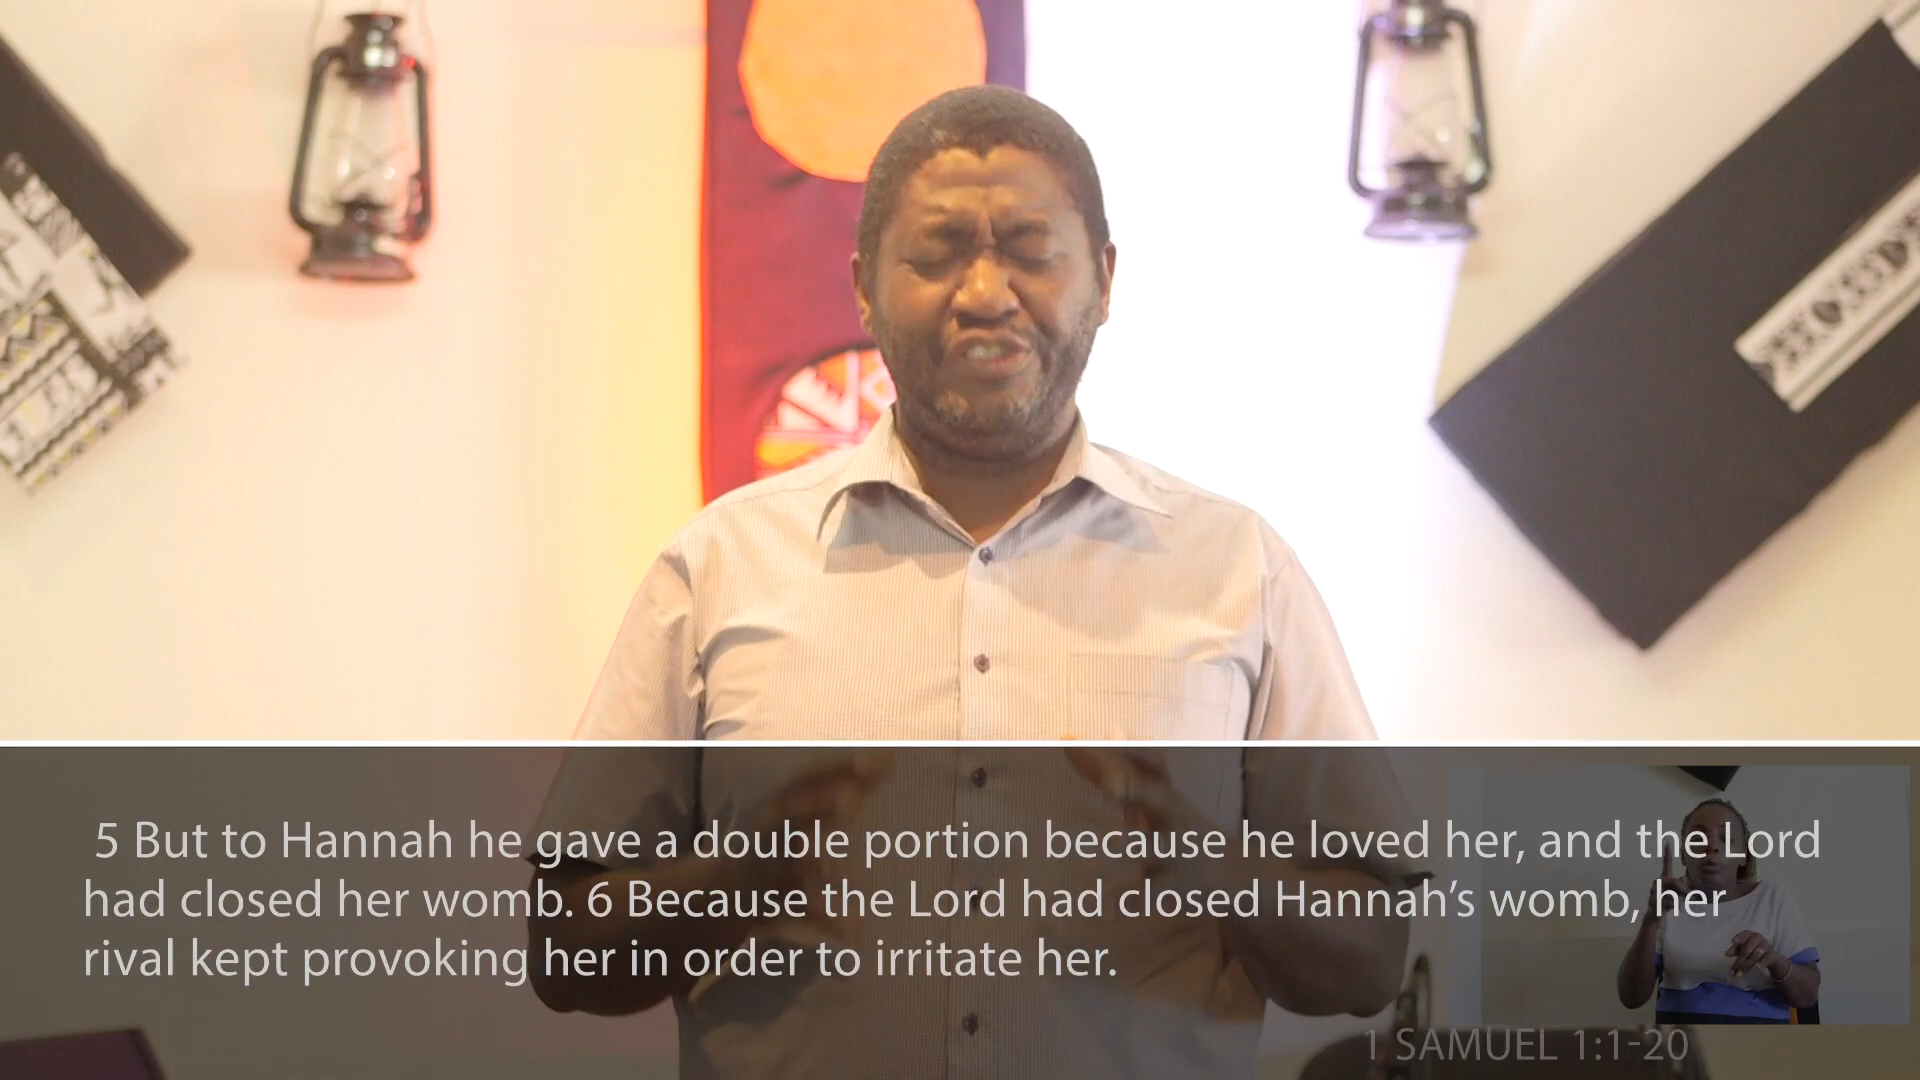 5 But to Hannah he gave a double portion because he loved her, and the Lord
had closed her womb. 6 Because the Lord had closed Hannah’s womb, her
rival kept provoking her in order to irritate her.
1 SAMUEL 1:1-20